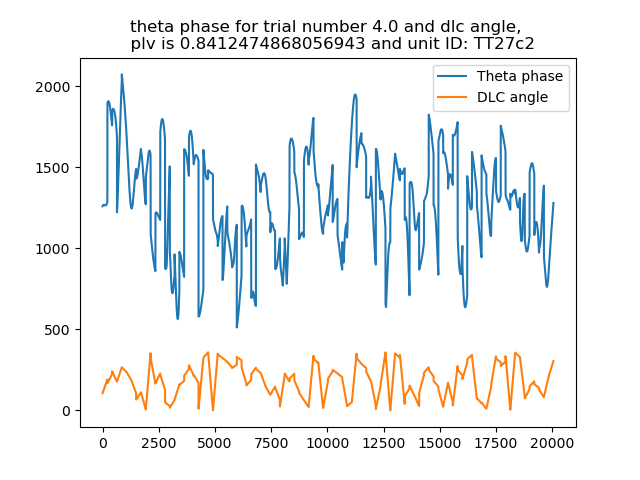 theta phase for trial number 4.0 and dlc angle,
plv is 0.8412474868056943 and unit ID: TT27c2
Theta phase
DLC angle
2000
1500
1000
500
0
0 2500 5000 7500 10000 12500 15000 17500 20000